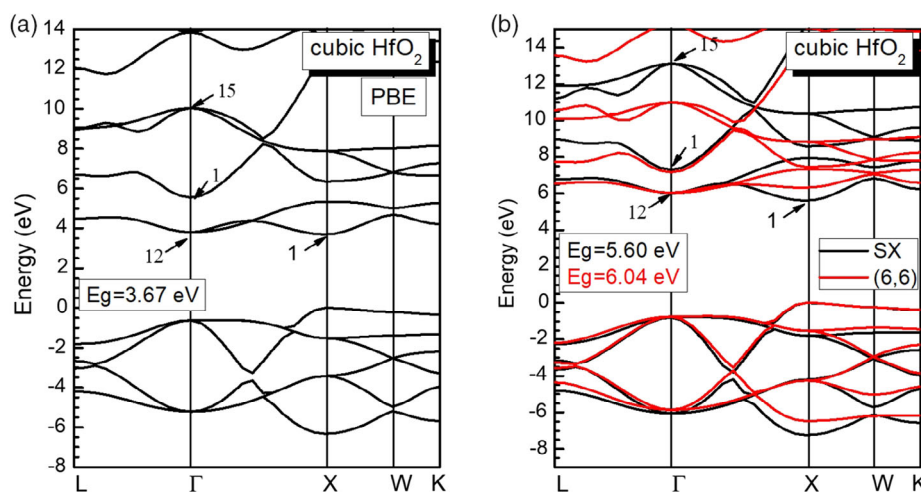 (a)
cubic HfO2
PBE
15
1
12
1
Eg=3.67 eV
Energy (eV)
14
12
10
8
6
4
2
0
-2
-4
-6
-8
L
Γ
X
W
K
(b)
cubic HfO2
15
1
12
1
Eg=5.60 eV
Eg=6.04 eV
SX
(6,6)
Energy (eV)
14
12
10
8
6
4
2
0
-2
-4
-6
-8
L
Γ
X
W
K